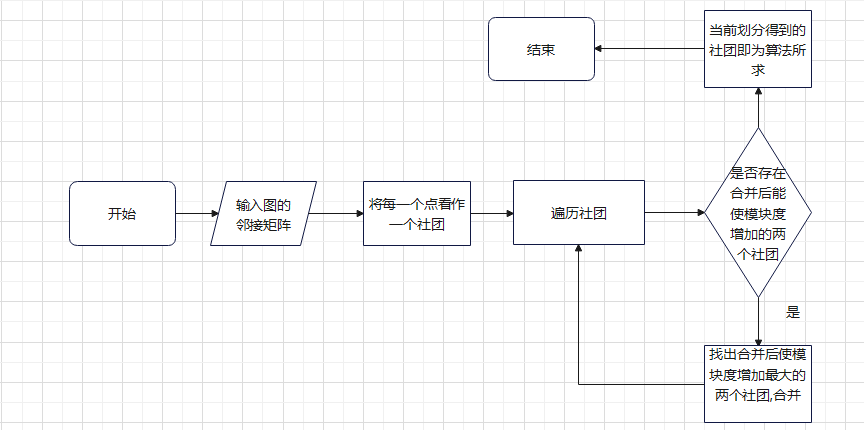 开始
输入图的
邻接矩阵
将每一个点看作
一个社团
遍历社团
是否存在
合并后能
使模块度
增加的两
个社团
当前划分得到的
社团即为算法所
求
结束
是
找出合并后使模
块度增加最大的
两个社团,合并